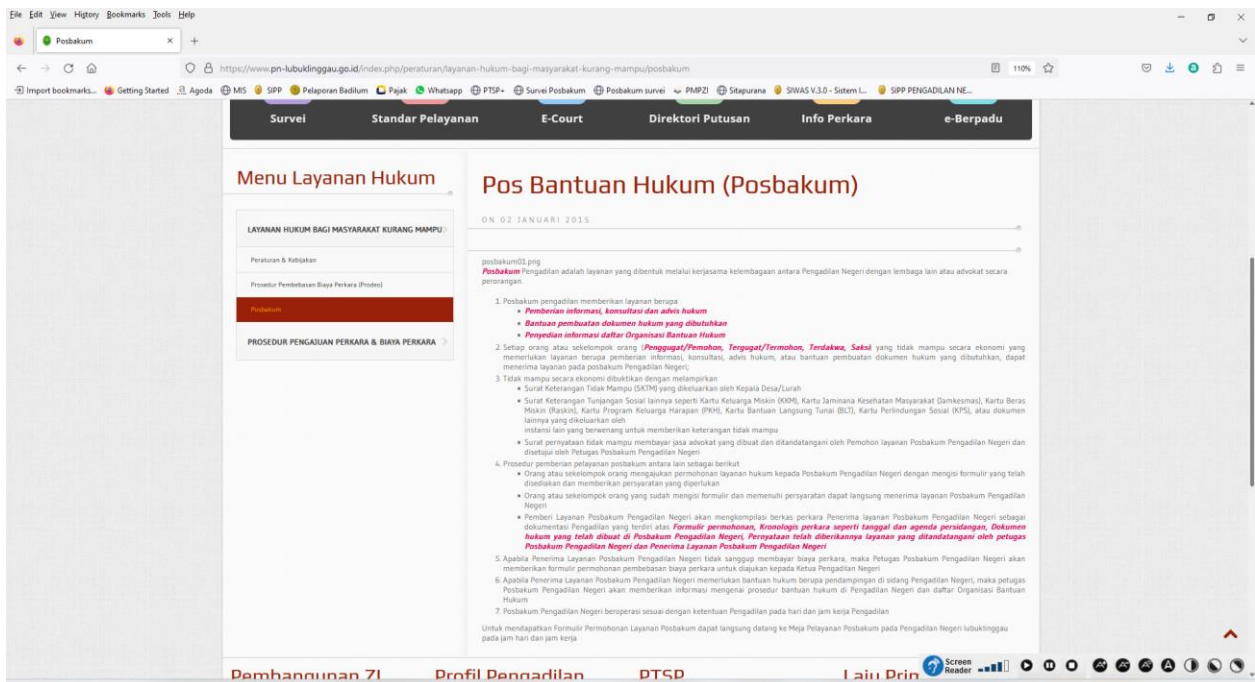 File Edit View History Bookmarks Tools Help
Posbakum
https://www.pn-lubuklinggau.go.id/index.php/peraturan/layanan-hukum-bagi-masyarakat-kurang-mampu/posbakum
110%
Import bookmarks... Getting Started Agoda MIS SIPP Pelaporan Badilum Pajak Whatsapp PTSP+ Survei Posbakum Posbakum survei PMPZI Sitapurana SIWAS V.3.0 - Sistem I... SIPP PENGADILAN NE...
Survei Standar Pelayanan E-Court Direktori Putusan Info Perkara e-Berpadu
Menu Layanan Hukum
LAYANAN HUKUM BAGI MASYARAKAT KURANG MAMPU
Peraturan & Kebijakan
Prosedur Pembebasan Biaya Perkara (Prodeo)
Posbakum
PROSEDUR PENGAJUAN PERKARA & BIAYA PERKARA
Pos Bantuan Hukum (Posbakum)
ON 02 JANUARI 2015
posbakum01.png
Posbakum Pengadilan adalah layanan yang dibentuk melalui kerjasama kelembagaan antara Pengadilan Negeri dengan lembaga lain atau advokat secara
perorangan.
1. Posbakum pengadilan memberikan layanan berupa
Pemberian informasi, konsultasi dan advis hukum
Bantuan pembuatan dokumen hukum yang dibutuhkan
Penyedian informasi daftar Organisasi Bantuan Hukum
2. Setiap orang atau sekelompok orang (Penggugat/Pemohon, Tergugat/Termohon, Terdakwa, Saksi) yang tidak mampu secara ekonomi yang
memerlukan layanan berupa pemberian informasi, konsultasi, advis hukum, atau bantuan pembuatan dokumen hukum yang dibutuhkan, dapat
menerima layanan pada posbakum Pengadilan Negeri;
3. Tidak mampu secara ekonomi dibuktikan dengan melampirkan
Surat Keterangan Tidak Mampu (SKTM) yang dikeluarkan oleh Kepala Desa/Lurah
Surat Keterangan Tunjangan Sosial lainnya seperti Kartu Keluarga Miskin (KKM), Kartu Jaminana Kesehatan Masyarakat (Jamkesmas), Kartu Beras
Miskin (Raskin), Kartu Program Keluarga Harapan (PKH), Kartu Bantuan Langsung Tunai (BLT), Kartu Perlindungan Sosial (KPS), atau dokumen
lainnya yang dikeluarkan oleh
instansi lain yang berwenang untuk memberikan keterangan tidak mampu
Surat pernyataan tidak mampu membayar jasa advokat yang dibuat dan ditandatangani oleh Pemohon layanan Posbakum Pengadilan Negeri dan
disetujui oleh Petugas Posbakum Pengadilan Negeri
4. Prosedur pemberian pelayanan posbakum antara lain sebagai berikut
Orang atau sekelompok orang mengajukan permohonan layanan hukum kepada Posbakum Pengadilan Negeri dengan mengisi formulir yang telah
disediakan dan memberikan persyaratan yang diperlukan
Orang atau sekelompok orang yang sudah mengisi formulir dan memenuhi persyaratan dapat langsung menerima layanan Posbakum Pengadilan
Negeri
Pemberi Layanan Posbakum Pengadilan Negeri akan mengkompilasi berkas perkara Penerima layanan Posbakum Pengadilan Negeri sebagai
dokumentasi Pengadilan yang terdiri atas Formulir permohonan, Kronologis perkara seperti tanggal dan agenda persidangan, Dokumen
hukum yang telah dibuat di Posbakum Pengadilan Negeri, Pernyataan telah diberikannya layanan yang ditandatangani oleh petugas
Posbakum Pengadilan Negeri dan Penerima Layanan Posbakum Pengadilan Negeri
5. Apabila Penerima Layanan Posbakum Pengadilan Negeri tidak sanggup membayar biaya perkara, maka Petugas Posbakum Pengadilan Negeri akan
memberikan formulir permohonan pembebasan biaya perkara untuk diajukan kepada Ketua Pengadilan Negeri
6. Apabila Penerima Layanan Posbakum Pengadilan Negeri memerlukan bantuan hukum berupa pendampingan di sidang Pengadilan Negeri, maka petugas
Posbakum Pengadilan Negeri akan memberikan informasi mengenai prosedur bantuan hukum di Pengadilan Negeri dan daftar Organisasi Bantuan
Hukum
7. Posbakum Pengadilan Negeri beroperasi sesuai dengan ketentuan Pengadilan pada hari dan jam kerja Pengadilan
Untuk mendapatkan Formulir Permohonan Layanan Posbakum dapat langsung datang ke Meja Pelayanan Posbakum pada Pengadilan Negeri lubuklinggau
pada jam hari dan jam kerja
Pembangunan ZI Profil Pengadilan PTSP Laju Prin
Screen
Reader